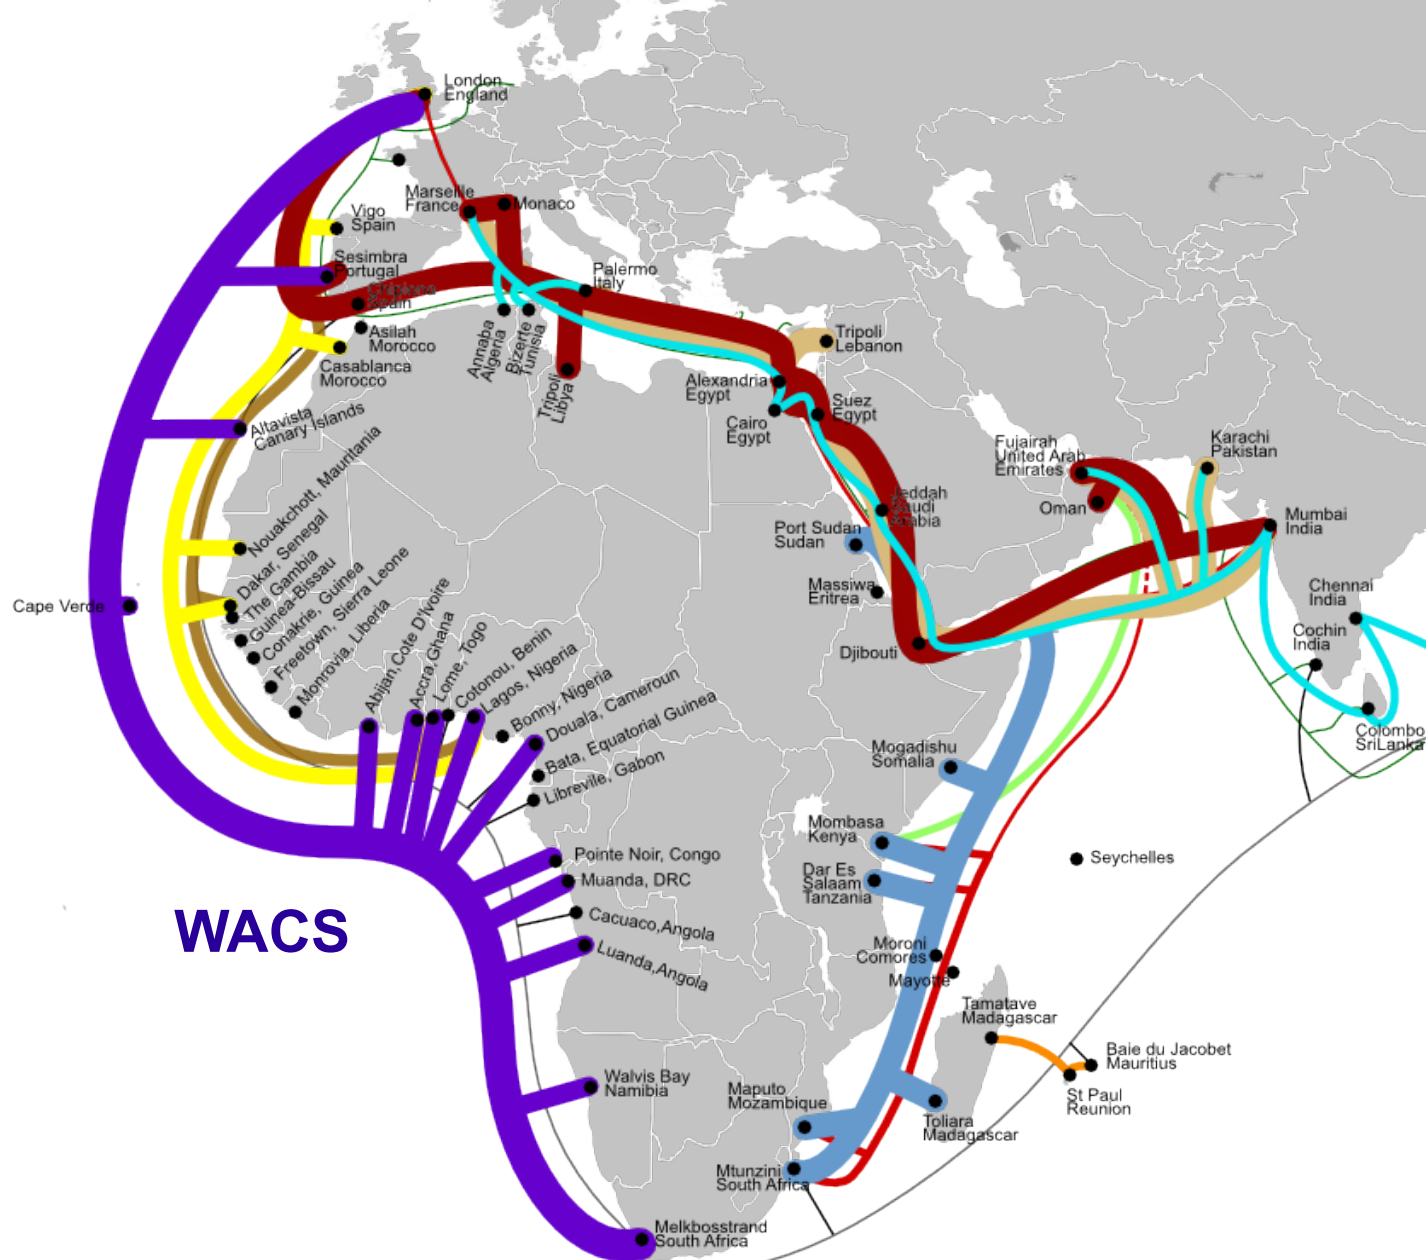 London
England
Marseille
France
Monaco
Vigo
Spain
Sesimbra
Portugal
Chipiona
Spain
Palermo
Italy
Asilah
Morocco
Casablanca
Morocco
Annaba
Algeria
Bizerte
Tunisia
Tripoli
Libya
Tripoli
Lebanon
Alexandria
Egypt
Cairo
Egypt
Suez
Egypt
Altavista
Canary Islands
Fujairah
United Arab
Emirates
Karachi
Pakistan
Oman
Mumbai
India
Jeddah
Saudi
Arabia
Port Sudan
Sudan
Massiwa
Eritrea
Djibouti
Chennai
India
Cochin
India
Colombo
SriLanka
Cape Verde
Nouakchott, Mauritania
Dakar, Senegal
The Gambia
Guinea-Bissau
Conakrie, Guinea
Freetown, Sierra Leone
Monrovia, Liberia
Abijan,Cote D'Ivoire
Accra,Ghana
Lome, Togo
Cotonou, Benin
Lagos, Nigeria
Bonny, Nigeria
Douala, Cameroun
Bata, Equatorial Guinea
Librevile, Gabon
Pointe Noir, Congo
Muanda, DRC
Cacuaco,Angola
Luanda,Angola
WACS
Mogadishu
Somalia
Mombasa
Kenya
Dar Es
Salaam
Tanzania
Seychelles
Moroni
Comores
Mayotte
Tamatave
Madagascar
Baie du Jacobet
Mauritius
St Paul
Reunion
Toliara
Madagascar
Walvis Bay
Namibia
Maputo
Mozambique
Mtunzini
South Africa
Melkbosstrand
South Africa